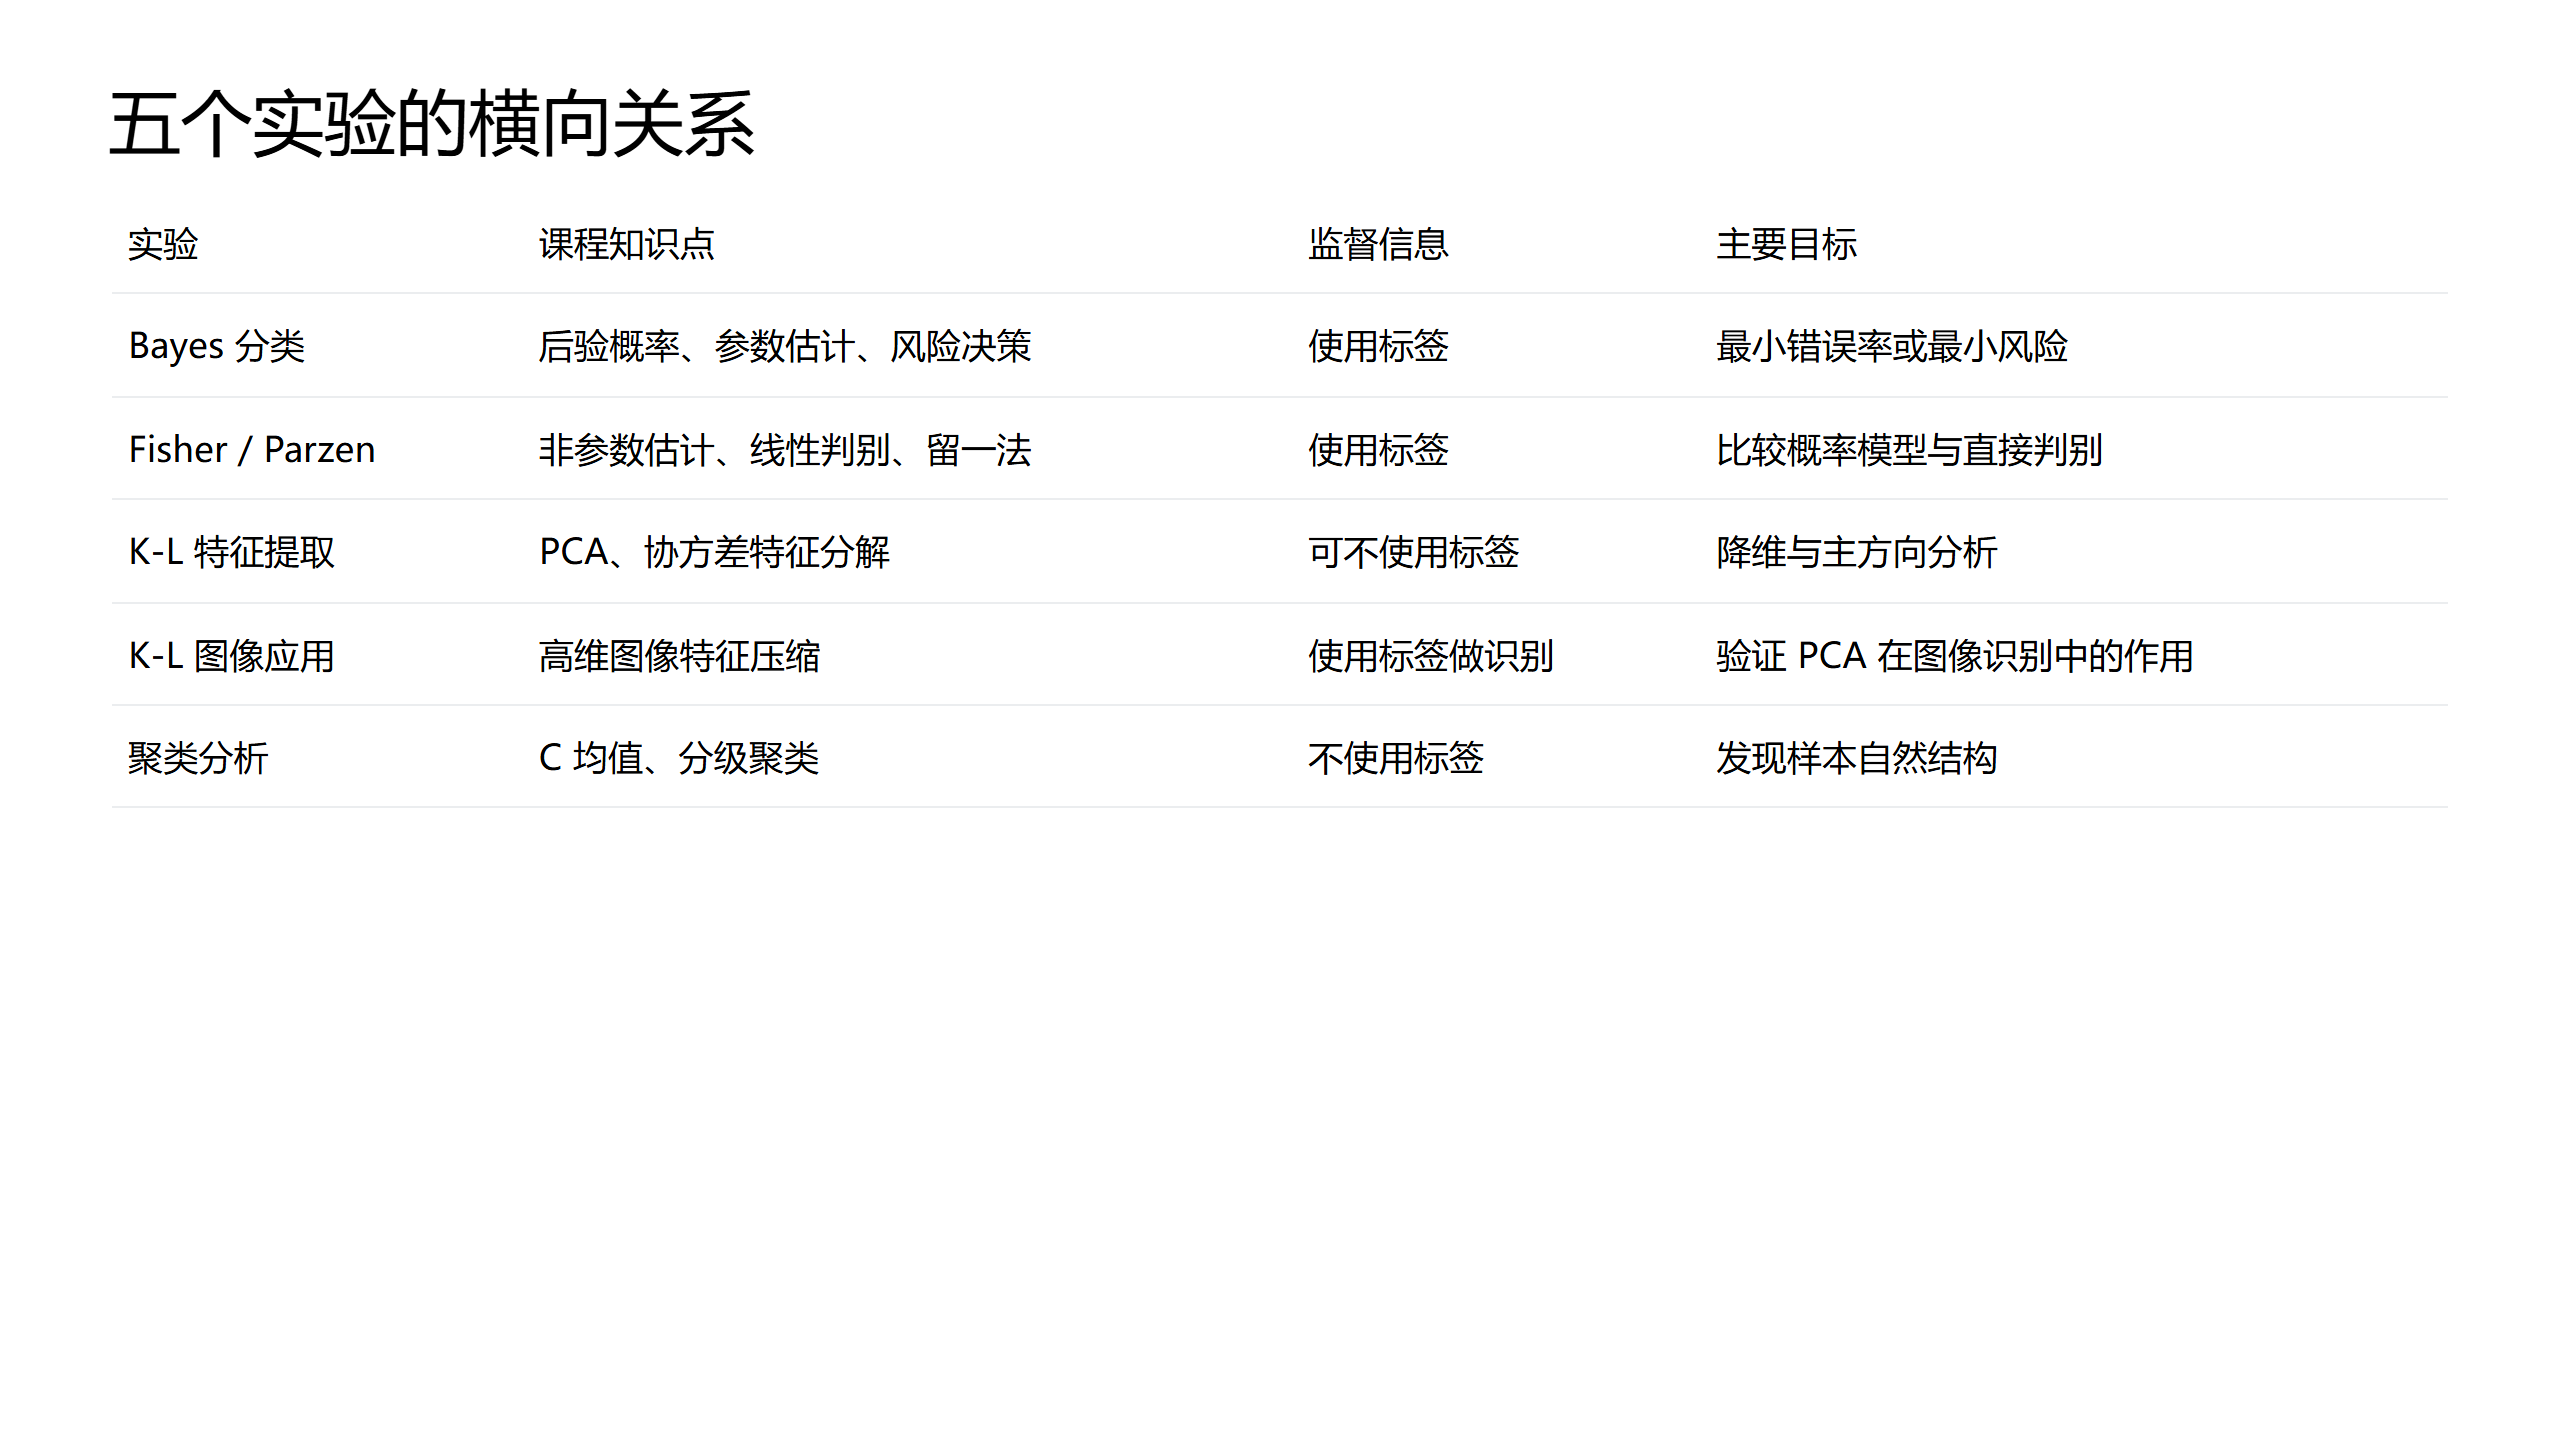 五个实验的横向关系
实验 课程知识点 监督信息 主要目标
Bayes 分类 后验概率、参数估计、风险决策 使用标签 最小错误率或最小风险
Fisher / Parzen 非参数估计、线性判别、留一法 使用标签 比较概率模型与直接判别
K-L 特征提取 PCA、协方差特征分解 可不使用标签 降维与主方向分析
K-L 图像应用 高维图像特征压缩 使用标签做识别 验证 PCA 在图像识别中的作用
聚类分析 C 均值、分级聚类 不使用标签 发现样本自然结构